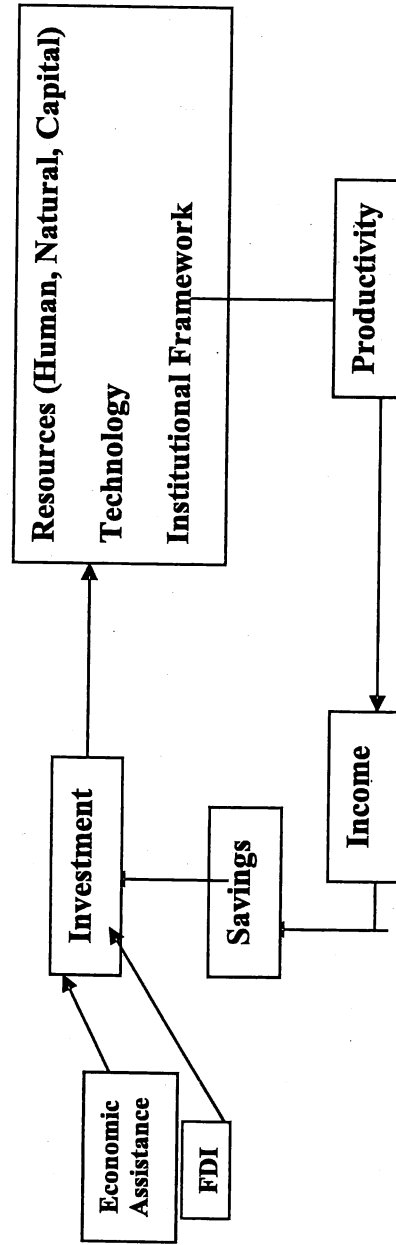 Economic
Assistance
FDI
Investment
Savings
Income
Resources (Human, Natural, Capital)
Technology
Institutional Framework
Productivity